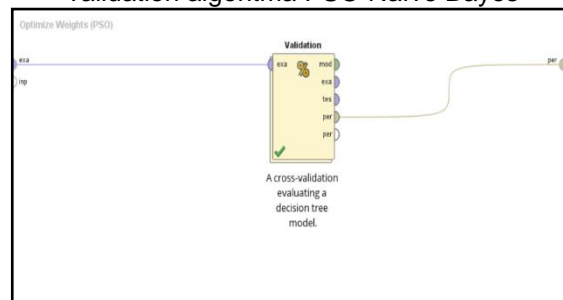 validation algoritma PSO-Naive Bayes
Optimize Weights (PSO)
exa
inp
Validation
exa
%
mod
exa
tes
per
per
per
A cross-validation
evaluating a
decision tree
model.